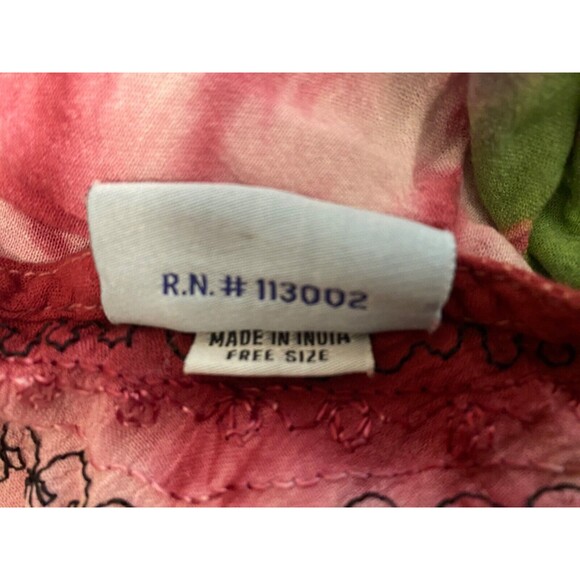 R.N. # 113002
MADE IN INDIA
FREE SIZE